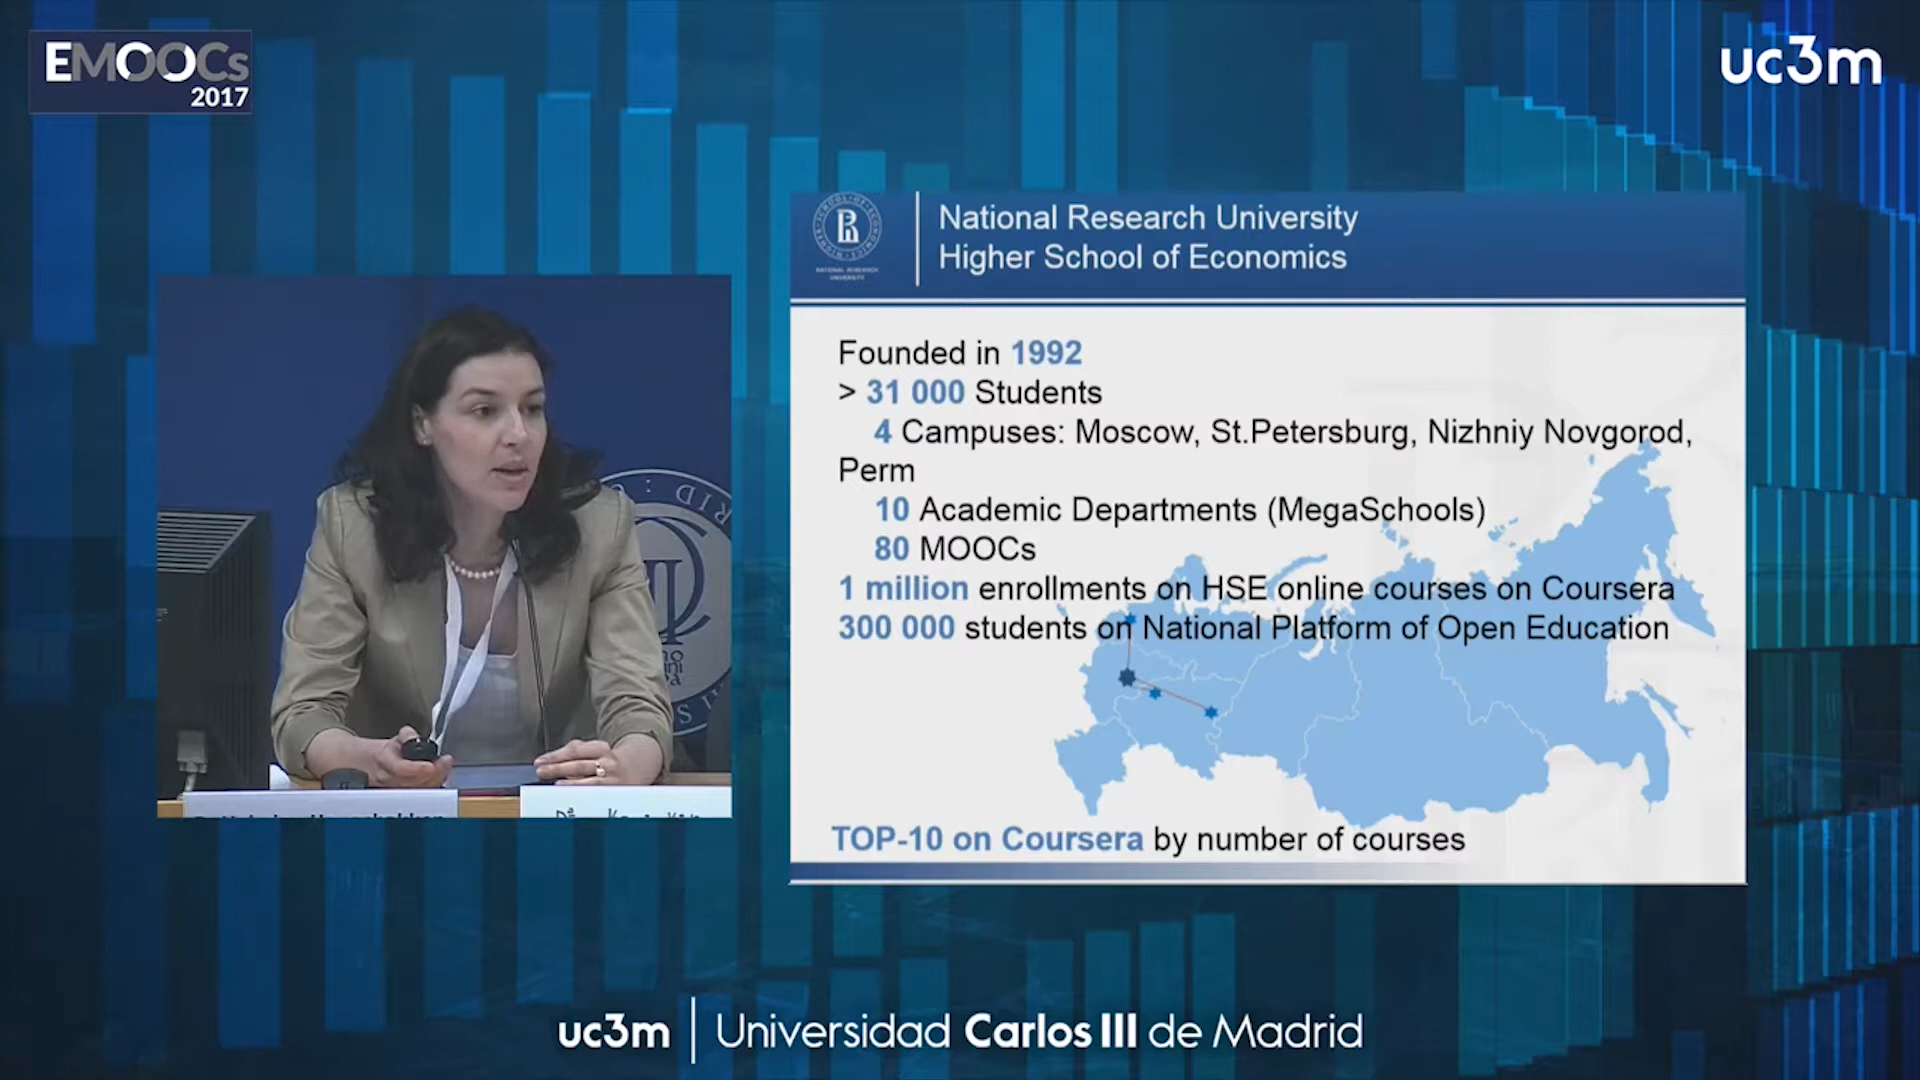 EMOOCs
2017
uc3m
NATIONAL RESEARCH
UNIVERSITY
National Research University
Higher School of Economics
Founded in 1992
> 31 000 Students
4 Campuses: Moscow, St.Petersburg, Nizhniy Novgorod,
Perm
10 Academic Departments (MegaSchools)
80 MOOCs
1 million enrollments on HSE online courses on Coursera
300 000 students on National Platform of Open Education
TOP-10 on Coursera by number of courses
uc3m | Universidad Carlos III de Madrid